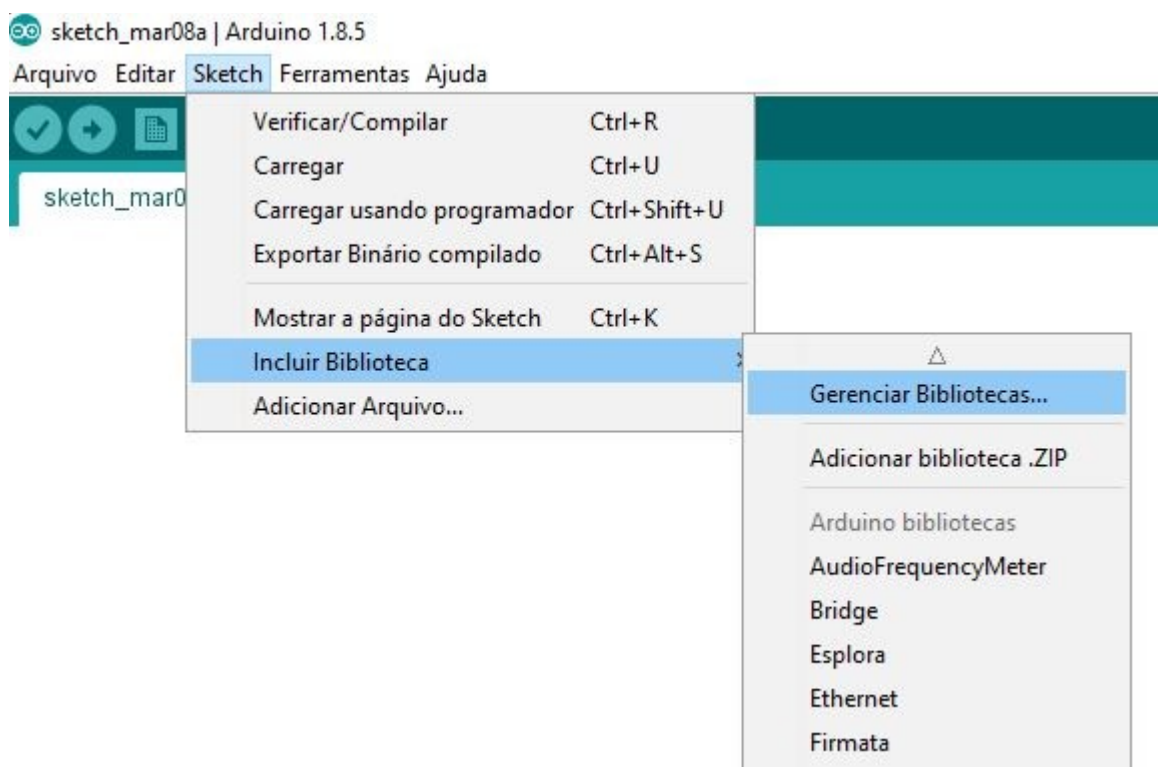 sketch_mar08a | Arduino 1.8.5
Arquivo Editar Sketch Ferramentas Ajuda
sketch_mar0
Verificar/Compilar Ctrl+R
Carregar Ctrl+U
Carregar usando programador Ctrl+Shift+U
Exportar Binário compilado Ctrl+Alt+S
Mostrar a página do Sketch Ctrl+K
Incluir Biblioteca
Adicionar Arquivo...
Gerenciar Bibliotecas...
Adicionar biblioteca .ZIP
Arduino bibliotecas
AudioFrequencyMeter
Bridge
Esplora
Ethernet
Firmata